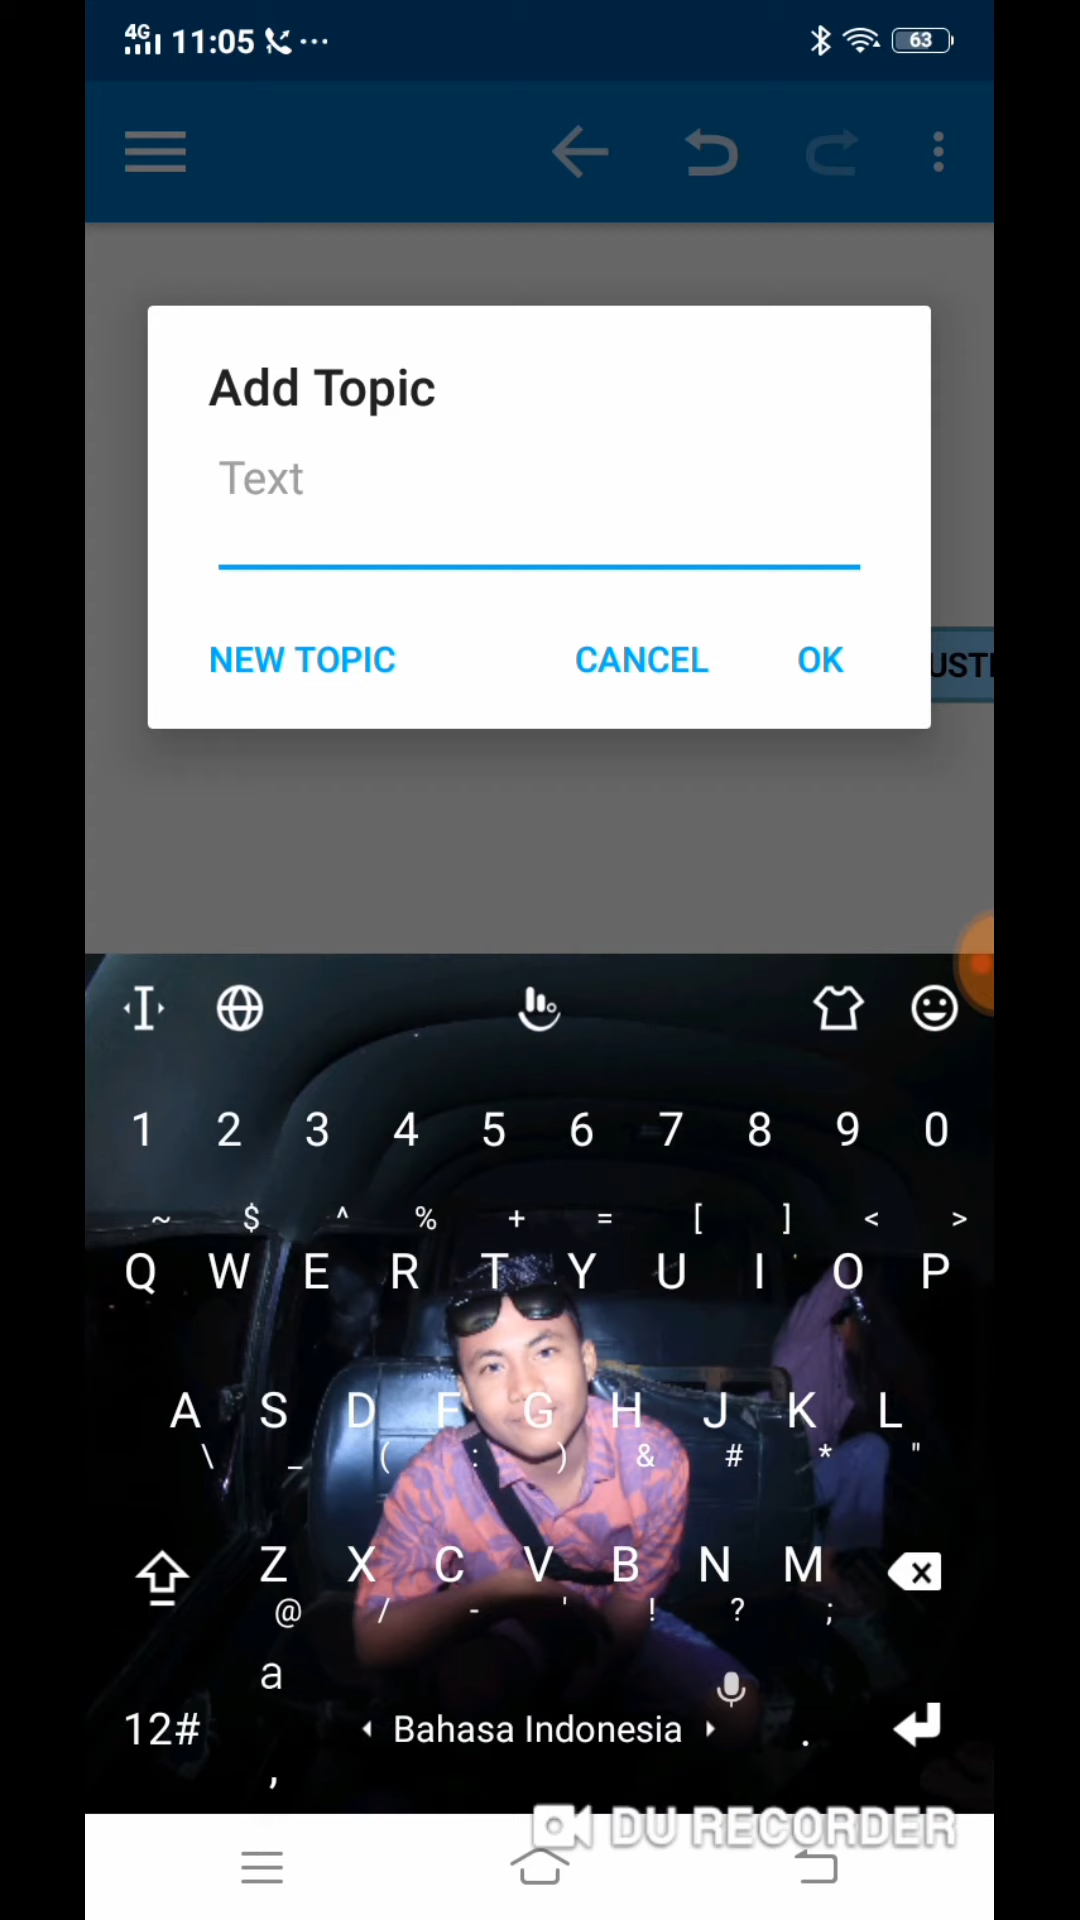 4G 11:05 63
Add Topic
Text
NEW TOPIC CANCEL OK
1 2 3 4 5 6 7 8 9 0
~ $ ^ % + = [ ] < >
Q W E R T Y U I O P
A S D F G H J K L
\ _ ( : ) & # * "
Z X C V B N M
@ / - ' ! ? ;
a
12# Bahasa Indonesia .
,
DU RECORDER